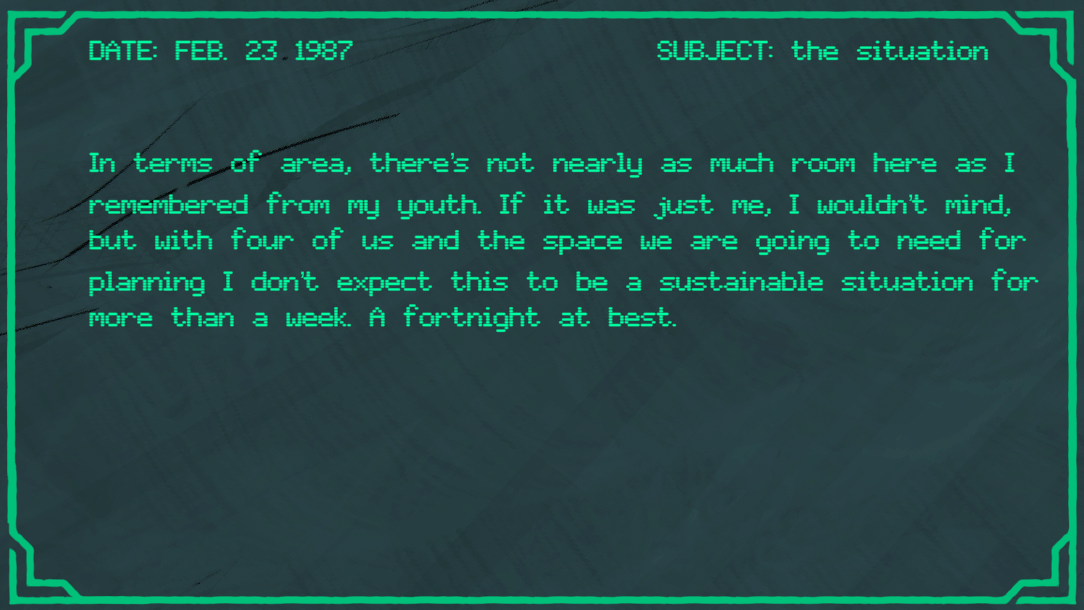 DATE: FEB. 23.1987
SUBJECT: the situation
In terms of area, there's not nearly as much room here as I
remembered from my youth. If it was just me, I wouldn't mind,
but with four of us and the space we are going to need for
planning I don't expect this to be a sustainable situation for
more than a week. A fortnight at best.